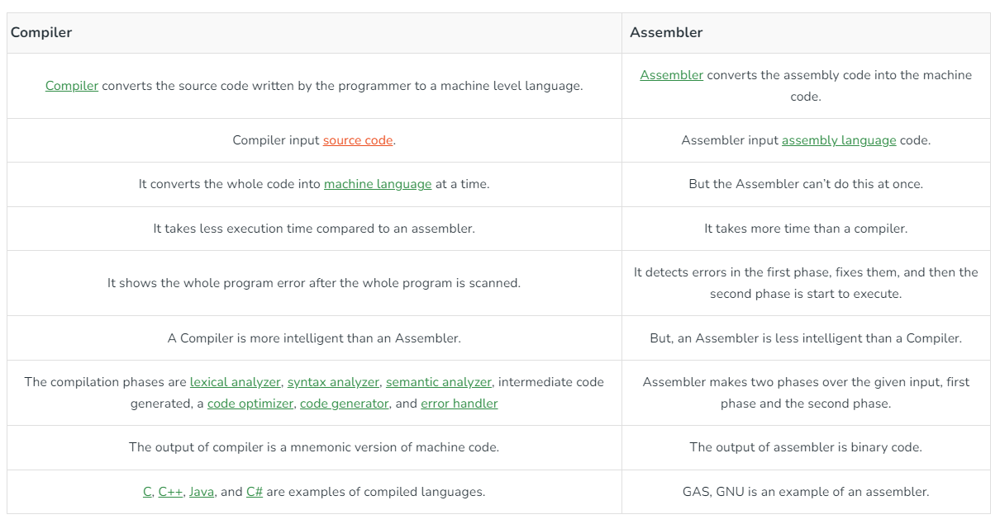 Compiler
Assembler
Compiler converts the source code written by the programmer to a machine level language.
Assembler converts the assembly code into the machine
code.
Compiler input source code.
Assembler input assembly language code.
It converts the whole code into machine language at a time.
But the Assembler can’t do this at once.
It takes less execution time compared to an assembler.
It takes more time than a compiler.
It shows the whole program error after the whole program is scanned.
It detects errors in the first phase, fixes them, and then the
second phase is start to execute.
A Compiler is more intelligent than an Assembler.
But, an Assembler is less intelligent than a Compiler.
The compilation phases are lexical analyzer, syntax analyzer, semantic analyzer, intermediate code
generated, a code optimizer, code generator, and error handler
Assembler makes two phases over the given input, first
phase and the second phase.
The output of compiler is a mnemonic version of machine code.
The output of assembler is binary code.
C, C++, Java, and C# are examples of compiled languages.
GAS, GNU is an example of an assembler.